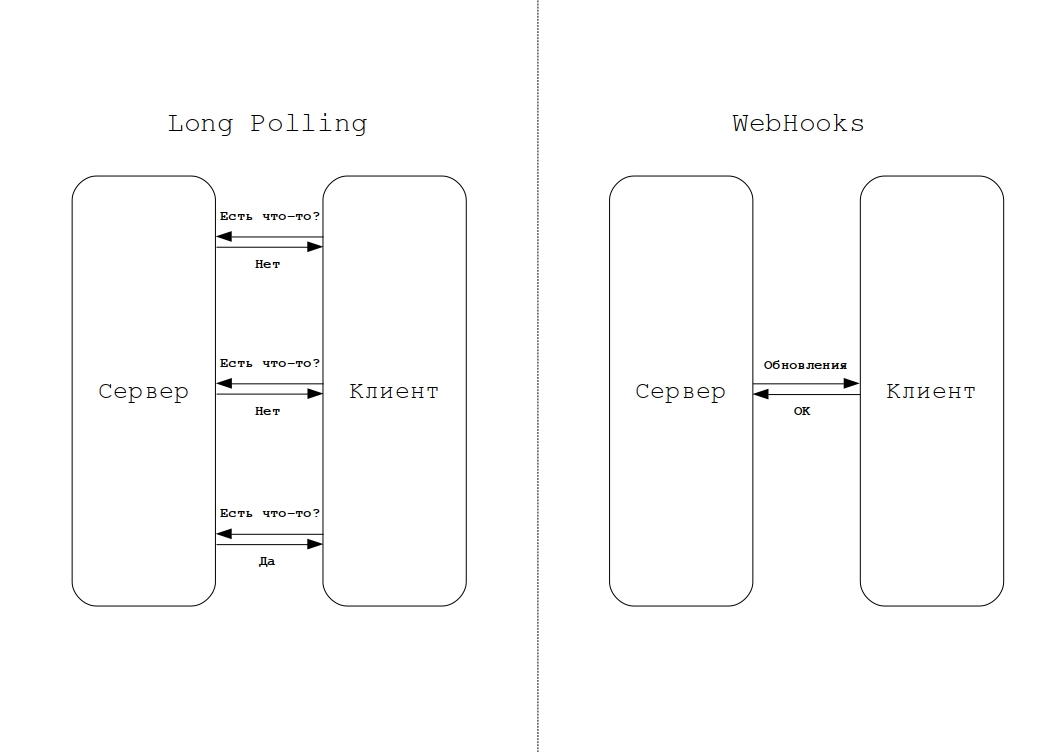 Long Polling
Есть что-то?
Нет
Есть что-то?
Сервер
Клиент
Нет
Есть что-то?
Да
WebHooks
Обновления
Сервер
Клиент
OK